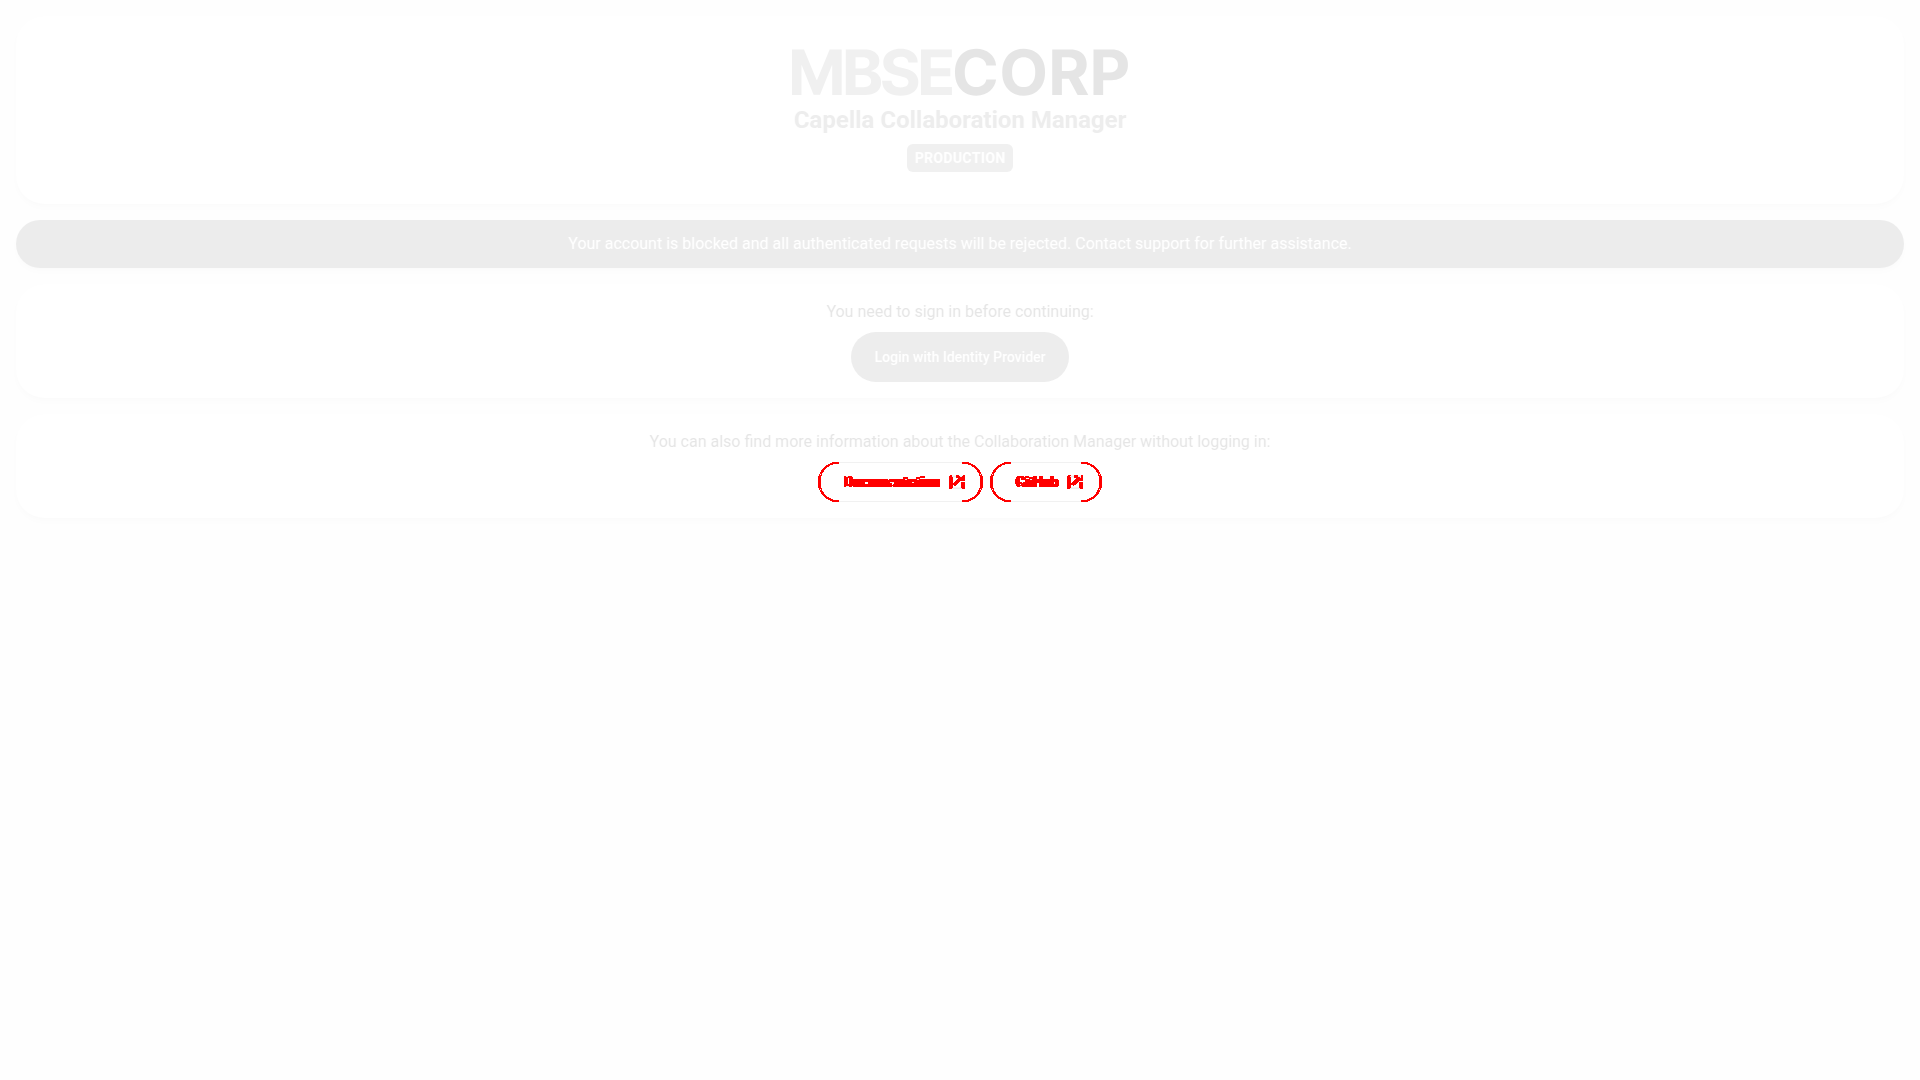 MBSECORP
Capella Collaboration Manager
PRODUCTION
Your account is blocked and all authenticated requests will be rejected. Contact support for further assistance.
You need to sign in before continuing:
Login with Identity Provider
You can also find more information about the Collaboration Manager without logging in:
Documentation GitHub